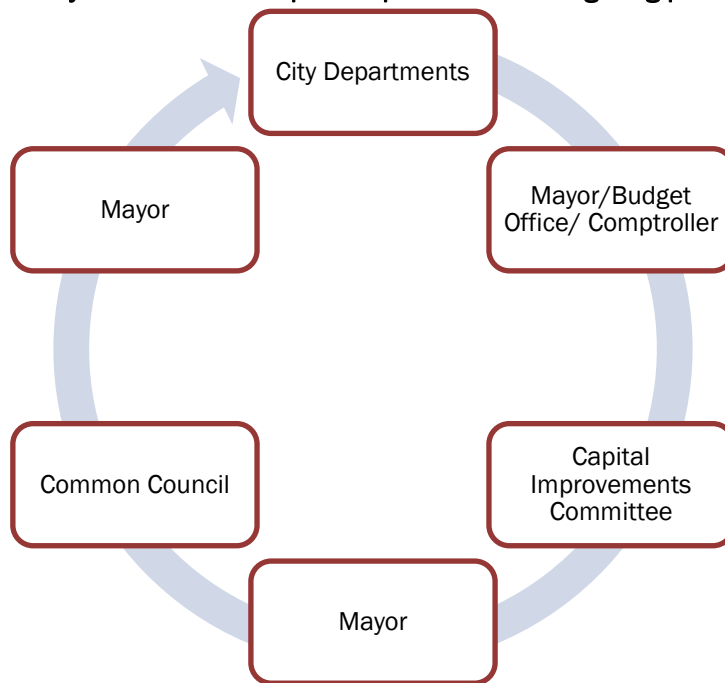 City Departments
Mayor/Budget
Office/ Comptroller
Capital
Improvements
Committee
Mayor
Common Council
Mayor